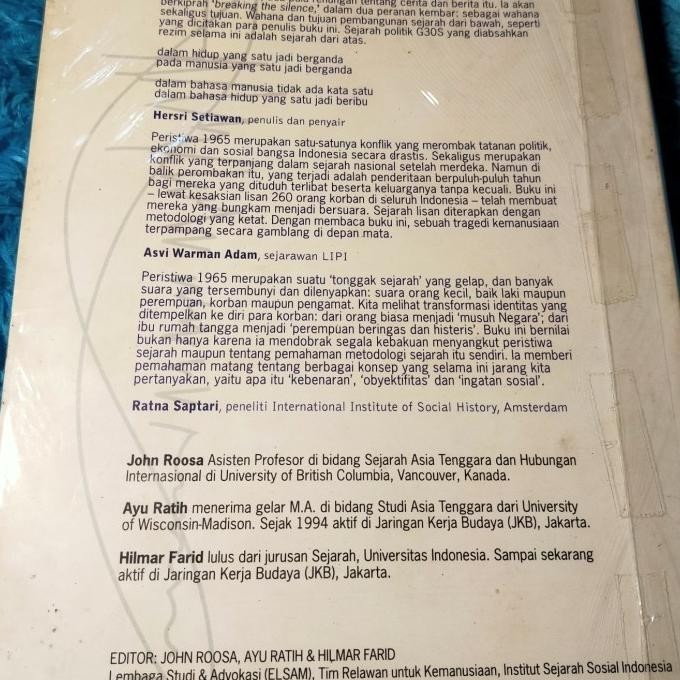 renungan tentang cerita dan berita itu. Ia akan
berkiprah 'breaking the silence,' dalam dua peranan kembar: sebagai wahana
sekaligus tujuan. Wahana dan tujuan pembangunan sejarah dari bawah, seperti
yang dicitakan para penulis buku ini. Sejarah politik G30S yang diabsahkan
rezim selama ini adalah sejarah dari atas.
dalam hidup yang satu jadi berganda
pada manusia yang satu jadi berganda
dalam bahasa manusia tidak ada kata satu
dalam bahasa hidup yang satu jadi beribu
Hersri Setiawan, penulis dan penyair
Peristiwa 1965 merupakan satu-satunya konflik yang merombak tatanan politik,
ekonomi dan sosial bangsa Indonesia secara drastis. Sekaligus merupakan
konflik yang terpanjang dalam sejarah nasional setelah merdeka. Namun di
balik perombakan itu, yang terjadi adalah penderitaan berpuluh-puluh tahun
bagi mereka yang dituduh terlibat beserta keluarganya tanpa kecuali. Buku ini
– lewat kesaksian lisan 260 orang korban di seluruh Indonesia – telah membuat
mereka yang bungkam menjadi bersuara. Sejarah lisan diterapkan dengan
metodologi yang ketat. Dengan membaca buku ini, sebuah tragedi kemanusiaan
terpampang secara gamblang di depan mata.
Asvi Warman Adam, sejarawan LIPI
Peristiwa 1965 merupakan suatu 'tonggak sejarah' yang gelap, dan banyak
suara yang tersembunyi dan dilenyapkan: suara orang kecil, baik laki maupun
perempuan, korban maupun pengamat. Kita melihat transformasi identitas yang
ditempelkan ke diri para korban: dari orang biasa menjadi 'musuh Negara'; dari
ibu rumah tangga menjadi 'perempuan beringas dan histeris'. Buku ini bernilai
bukan hanya karena ia mendobrak segala kebakuan menyangkut peristiwa
sejarah maupun tentang pemahaman metodologi sejarah itu sendiri. Ia memberi
pemahaman matang tentang berbagai konsep yang selama ini jarang kita
pertanyakan, yaitu apa itu 'kebenaran', 'obyektifitas' dan 'ingatan sosial'.
Ratna Saptari, peneliti International Institute of Social History, Amsterdam
John Roosa Asisten Profesor di bidang Sejarah Asia Tenggara dan Hubungan
Internasional di University of British Columbia, Vancouver, Kanada.
Ayu Ratih menerima gelar M.A. di bidang Studi Asia Tenggara dari University
of Wisconsin-Madison. Sejak 1994 aktif di Jaringan Kerja Budaya (JKB), Jakarta.
Hilmar Farid lulus dari jurusan Sejarah, Universitas Indonesia. Sampai sekarang
aktif di Jaringan Kerja Budaya (JKB), Jakarta.
EDITOR: JOHN ROOSA, AYU RATIH & HILMAR FARID
Lembaga Studi & Advokasi (ELSAM), Tim Relawan untuk Kemanusiaan, Institut Sejarah Sosial Indonesia